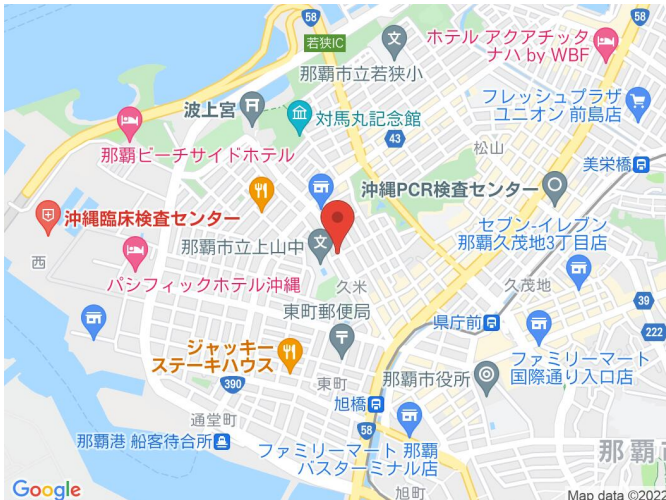 若狭IC
那覇市立若狭小
ホテル アクアチッタ
ナハ by WBF
波上宮
対馬丸記念館
フレッシュプラザ
ユニオン 前島店
43
松山
那覇ビーチサイドホテル
美栄橋
沖縄PCR検査センター
沖縄臨床検査センター
セブン-イレブン
那覇久茂地3丁目店
那覇市立上山中
西
パシフィックホテル沖縄
久米
久茂地
39
東町郵便局
県庁前
222
ジャッキー
ステーキハウス
ファミリーマート
国際通り入口店
那覇市役所
390
東町
旭橋
通堂町
58
那覇港 船客待合所
ファミリーマート 那覇
バスターミナル店
58
那覇市
旭町
Google
Map data ©2022